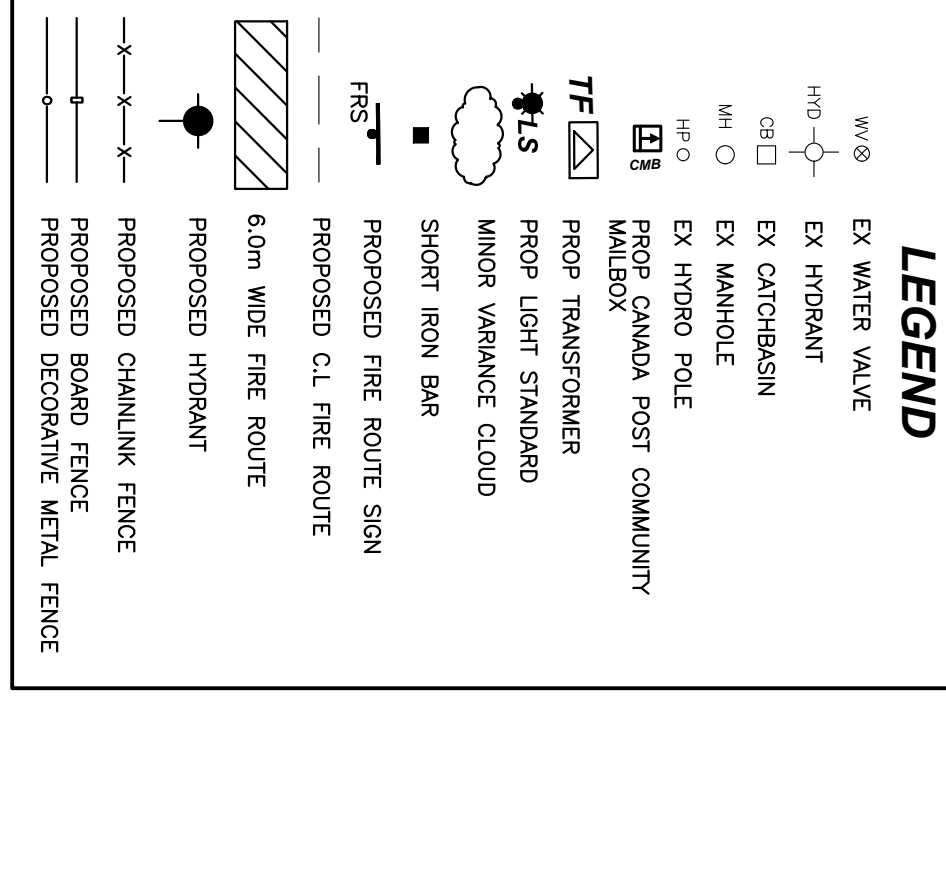 LEGEND
WV EX WATER VALVE
HYD EX HYDRANT
CB EX CATCHBASIN
MH EX MANHOLE
HP EX HYDRO POLE
CMB PROP CANADA POST COMMUNITY
MAILBOX
TF PROP TRANSFORMER
LS PROP LIGHT STANDARD
MINOR VARIANCE CLOUD
SHORT IRON BAR
FRS PROPOSED FIRE ROUTE SIGN
PROPOSED C.L FIRE ROUTE
6.0m WIDE FIRE ROUTE
PROPOSED HYDRANT
X X X PROPOSED CHAINLINK FENCE
PROPOSED BOARD FENCE
PROPOSED DECORATIVE METAL FENCE